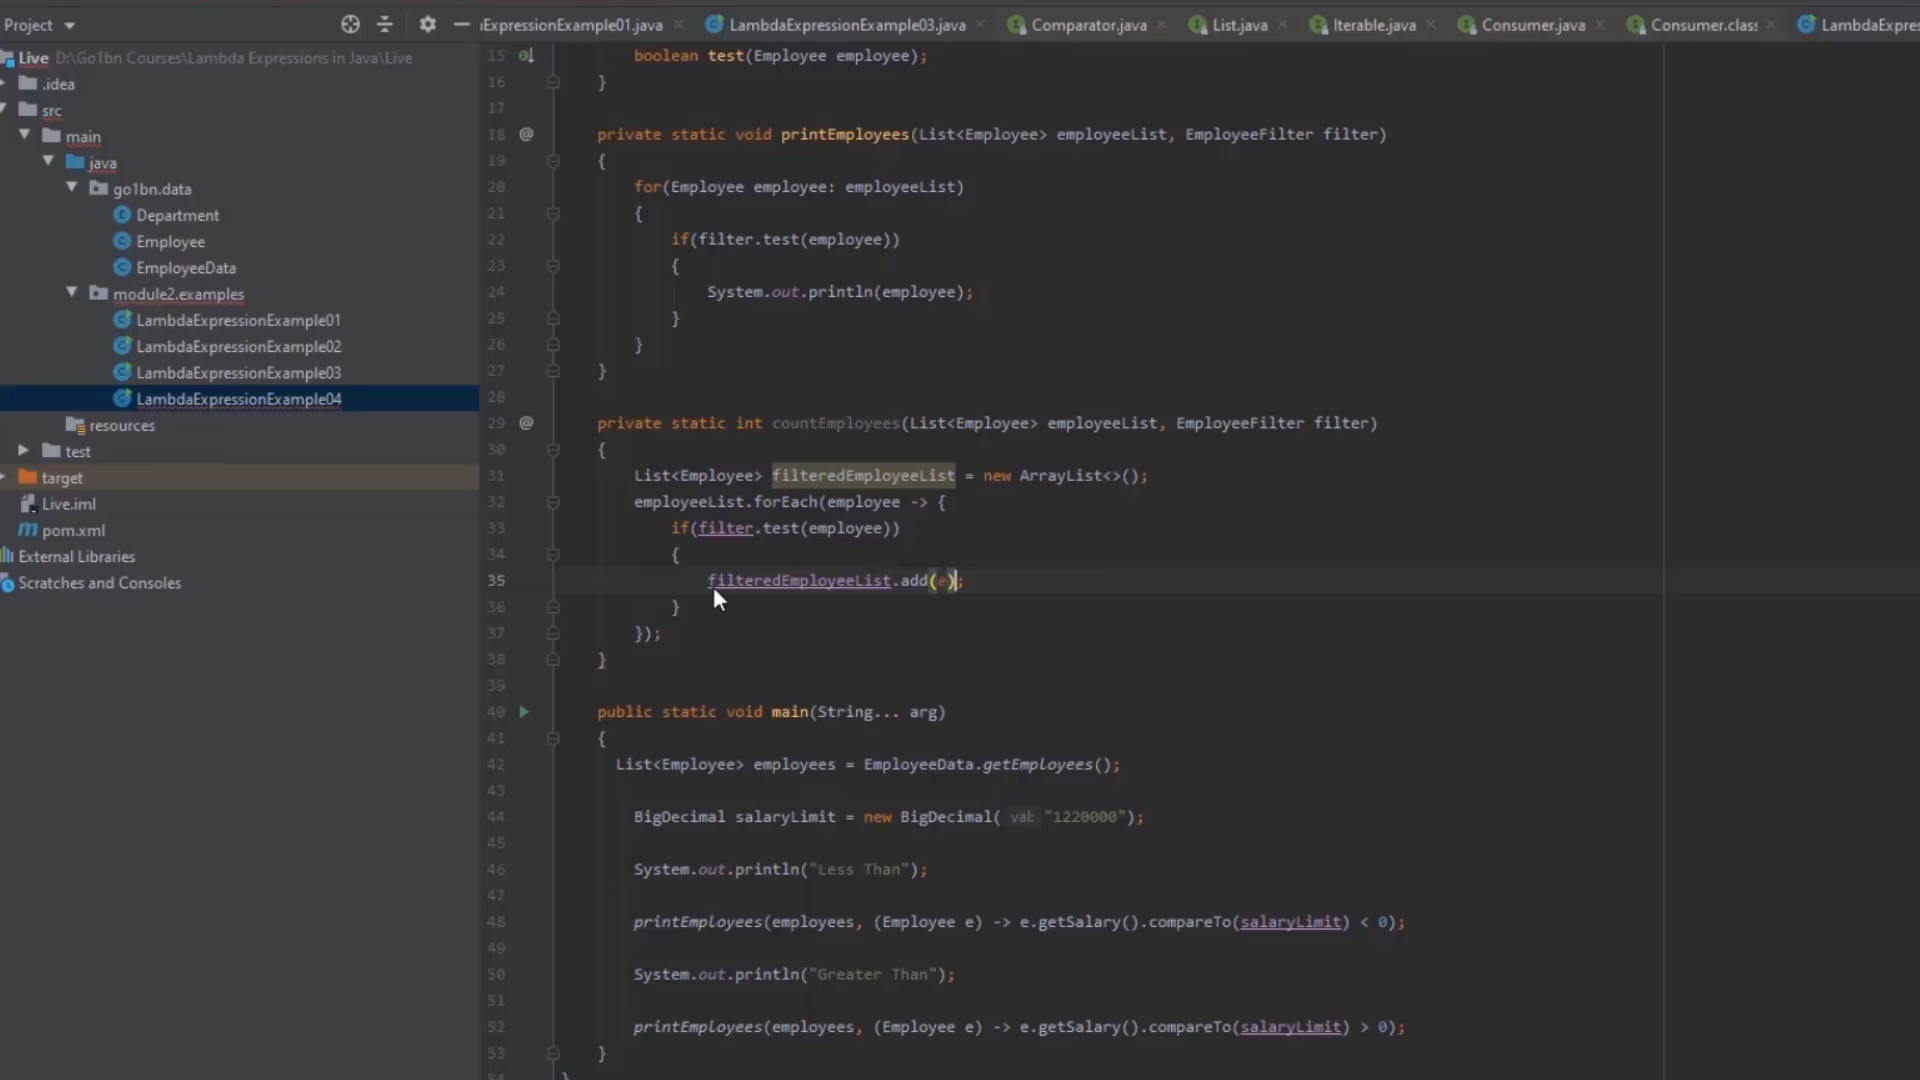 Project
iExpressionExample01.java
LambdaExpressionExample03.java
Comparator.java
List.java
Iterable.java
Consumer.java
Consumer.class
LambdaExpres
Live D:\Go1bn Courses\Lambda Expressions in Java\Live
.idea
src
main
java
go1bn.data
Department
Employee
EmployeeData
module2.examples
LambdaExpressionExample01
LambdaExpressionExample02
LambdaExpressionExample03
LambdaExpressionExample04
resources
test
target
Live.iml
pom.xml
External Libraries
Scratches and Consoles
15 boolean test(Employee employee);
16 }
17
18 @ private static void printEmployees(List<Employee> employeeList, EmployeeFilter filter)
19 {
20 for(Employee employee: employeeList)
21 {
22 if(filter.test(employee))
23 {
24 System.out.println(employee);
25 }
26 }
27 }
28
29 @ private static int countEmployees(List<Employee> employeeList, EmployeeFilter filter)
30 {
31 List<Employee> filteredEmployeeList = new ArrayList<>();
32 employeeList.forEach(employee -> {
33 if(filter.test(employee))
34 {
35 filteredEmployeeList.add(e);
36 }
37 });
38 }
39
40 public static void main(String... arg)
41 {
42 List<Employee> employees = EmployeeData.getEmployees();
43
44 BigDecimal salaryLimit = new BigDecimal( val: "1220000");
45
46 System.out.println("Less Than");
47
48 printEmployees(employees, (Employee e) -> e.getSalary().compareTo(salaryLimit) < 0);
49
50 System.out.println("Greater Than");
51
52 printEmployees(employees, (Employee e) -> e.getSalary().compareTo(salaryLimit) > 0);
53 }
54 }